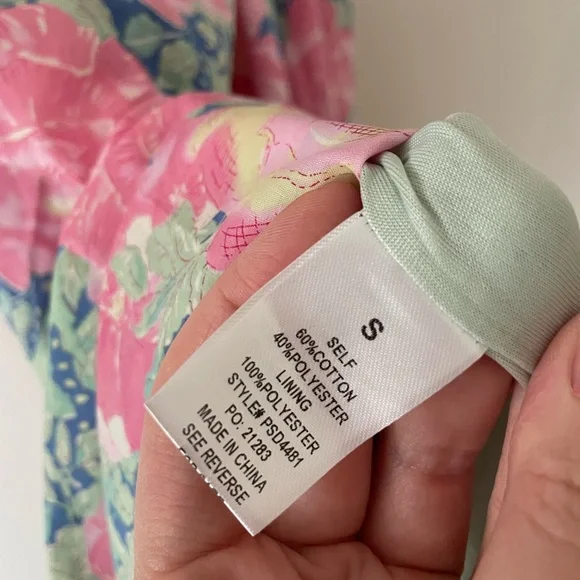 S
SELF
60%COTTON
40%POLYESTER
LINING
100%POLYESTER
STYLE# PSD4481
PO: 21283
MADE IN CHINA
SEE REVERSE